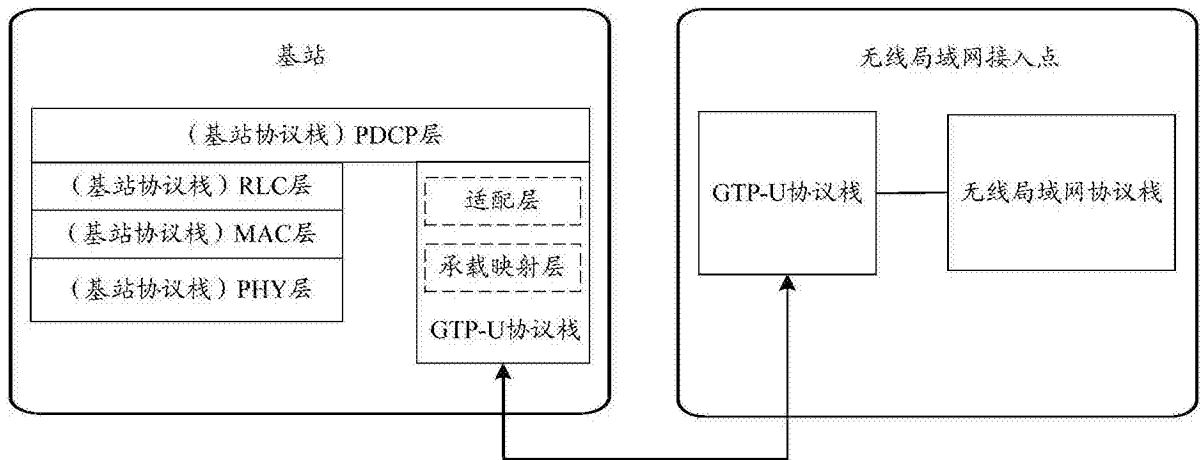 基站
（基站协议栈）PDCP层
（基站协议栈）RLC层
（基站协议栈）MAC层
（基站协议栈）PHY层
适配层
承载映射层
GTP-U协议栈
无线局域网接入点
GTP-U协议栈
无线局域网协议栈